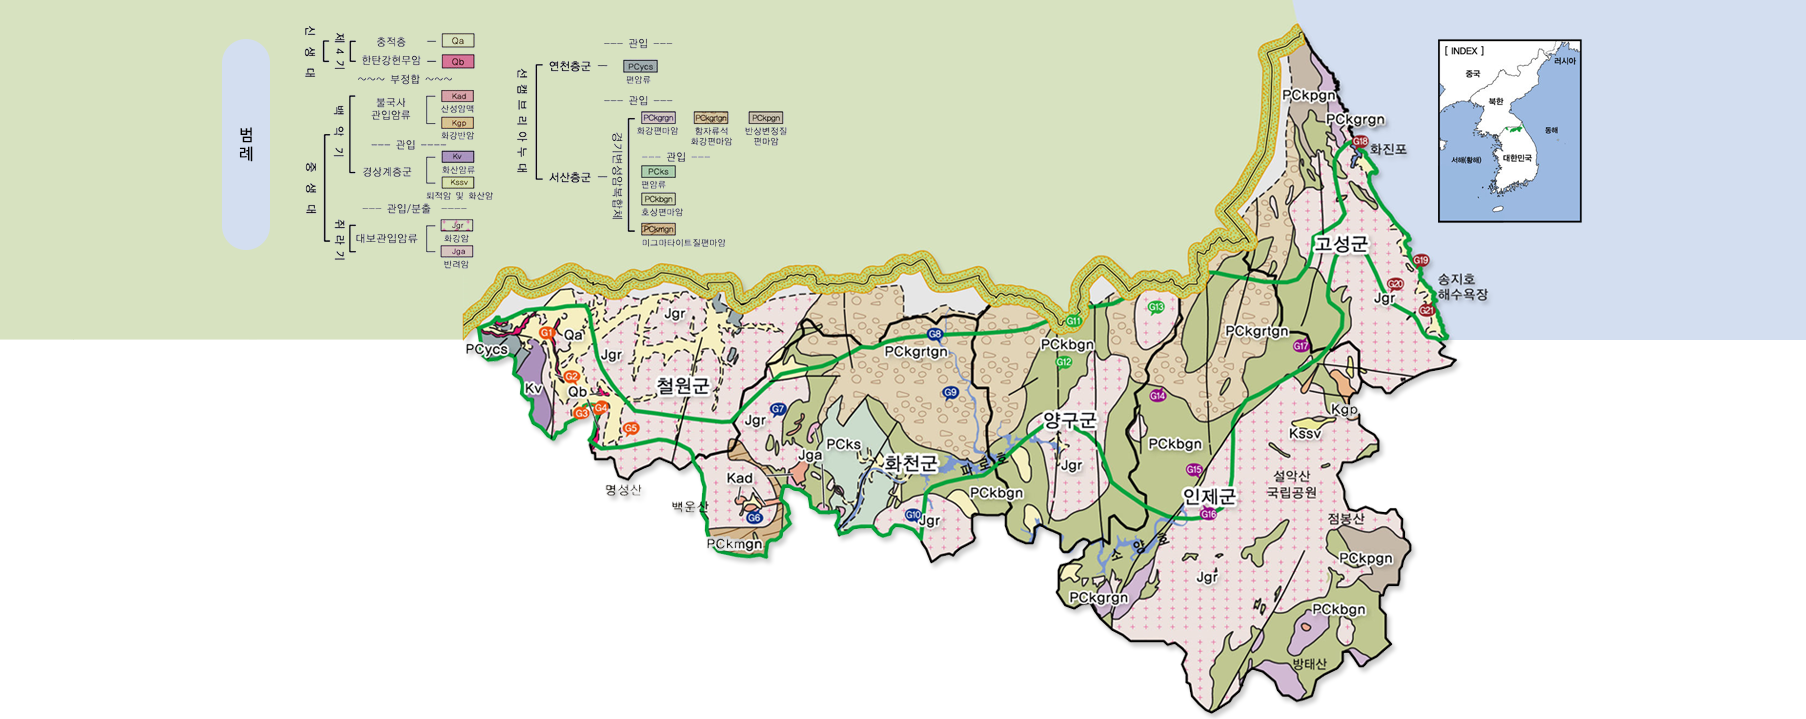 범례
신생대
제4기
충적층 Qa
한탄강현무암 Qb
~~~ 부정합 ~~~
중생대
백악기
불국사
관입암류
Kad
산성암맥
Kgp
화강반암
--- 관입 ----
경상계층군
Kv
화산암류
Kssv
퇴적암 및 화산암
--- 관입/분출 ----
쥐라기
대보관입암류
Jgr
화강암
Jga
반려암
선캠브리아누대
--- 관입 ---
연천층군
PCycs
편암류
--- 관입 ---
서산층군
경기변성암복합체
PCkgrgn
화강편마암
PCkgrtgn
함자류석
화강편마암
PCkpgn
반상변정질
편마암
--- 관입 ---
PCks
편암류
PCkbgn
호상편마암
PCkmgn
미그마타이트질편마암
[ INDEX ]
중국
러시아
북한
동해
서해(황해)
대한민국
PCkpgn
PCkgrgn
G18
화진포
고성군
G19
송지호
해수욕장
G20
Jgr
G21
Jgr
G13
G11
PCkgrtgn
G1
Qa
G8
PCkbgn
G17
PCycs
Jgr
PCkgrtgn
G12
G2
Kv
Qb
철원군
G9
G14
G3
G4
G7
Kgp
G5
Jgr
양구군
Kssv
PCks
PCkbgn
Jga
화천군
파로호
Jgr
G15
Kad
설악산
국립공원
명성산
PCkbgn
인제군
백운산
G6
G10
Jgr
G16
점봉산
PCkmgn
소양호
PCkpgn
Jgr
PCkgrgn
PCkbgn
방태산